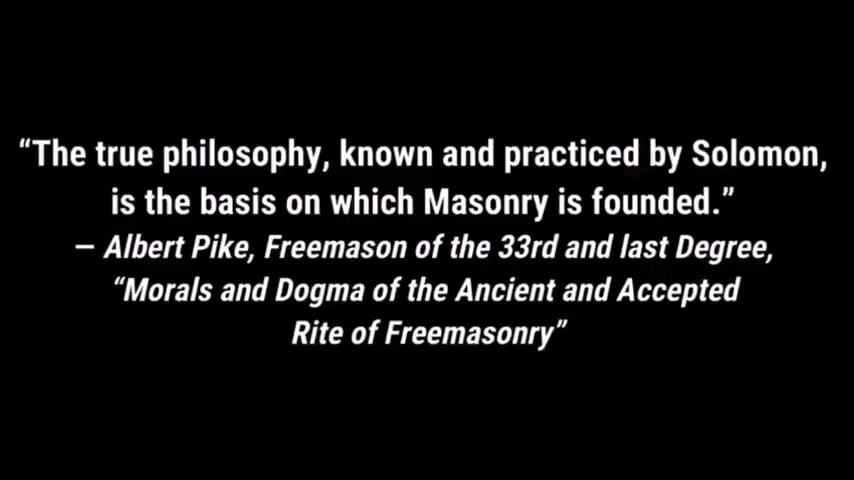 “The true philosophy, known and practiced by Solomon,
is the basis on which Masonry is founded.”
— Albert Pike, Freemason of the 33rd and last Degree,
“Morals and Dogma of the Ancient and Accepted
Rite of Freemasonry”